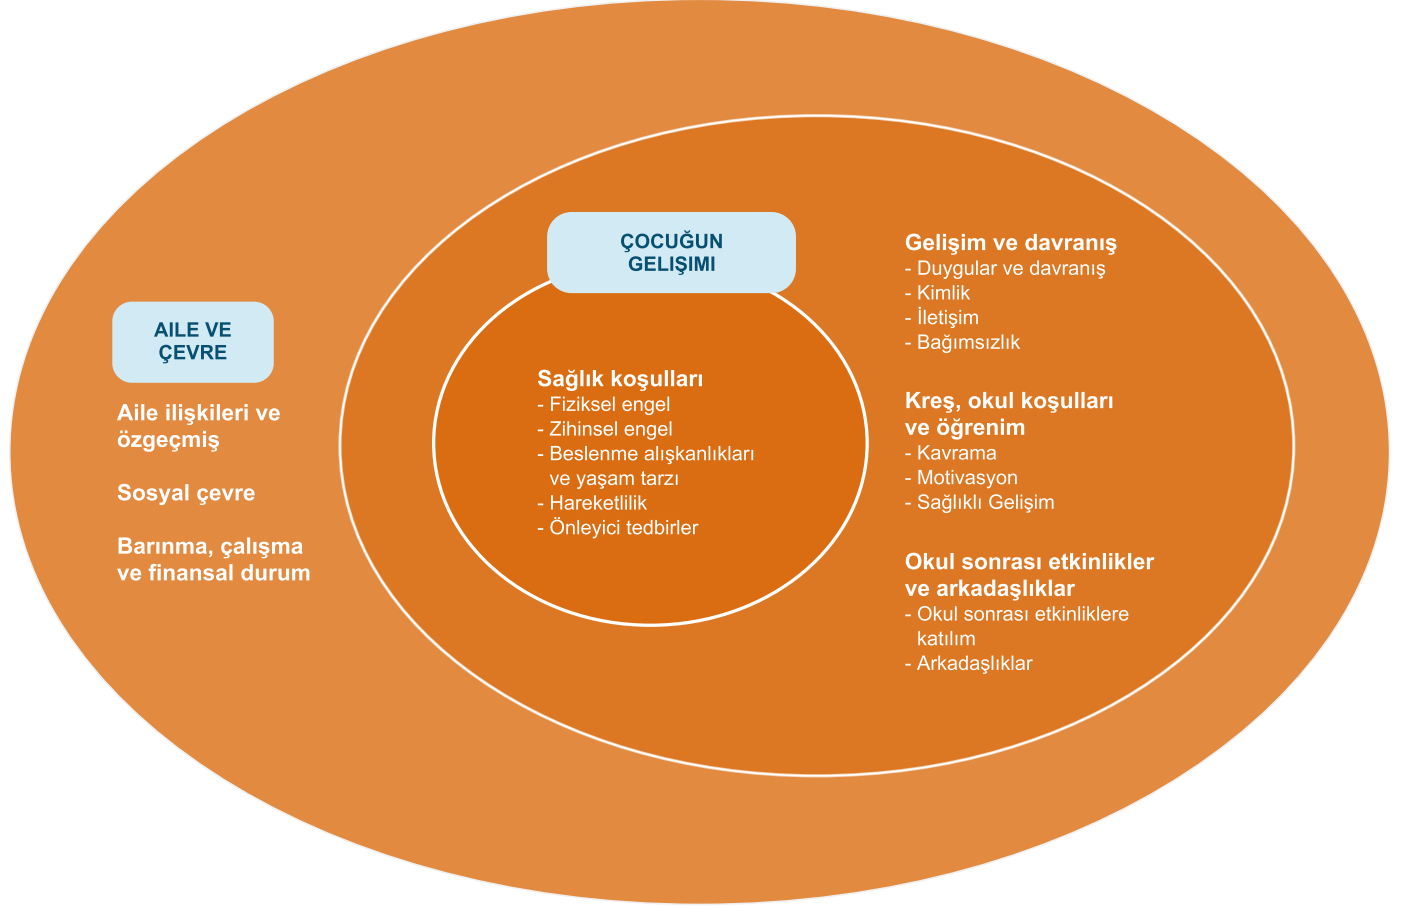 AILE VE
ÇEVRE
Aile ilişkileri ve
özgeçmiş
Sosyal çevre
Barınma, çalışma
ve finansal durum
ÇOCUĞUN
GELIŞIMI
Sağlık koşulları
- Fiziksel engel
- Zihinsel engel
- Beslenme alışkanlıkları
ve yaşam tarzı
- Hareketlilik
- Önleyici tedbirler
Gelişim ve davranış
- Duygular ve davranış
- Kimlik
- İletişim
- Bağımsızlık
Kreş, okul koşulları
ve öğrenim
- Kavrama
- Motivasyon
- Sağlıklı Gelişim
Okul sonrası etkinlikler
ve arkadaşlıklar
- Okul sonrası etkinliklere
katılım
- Arkadaşlıklar